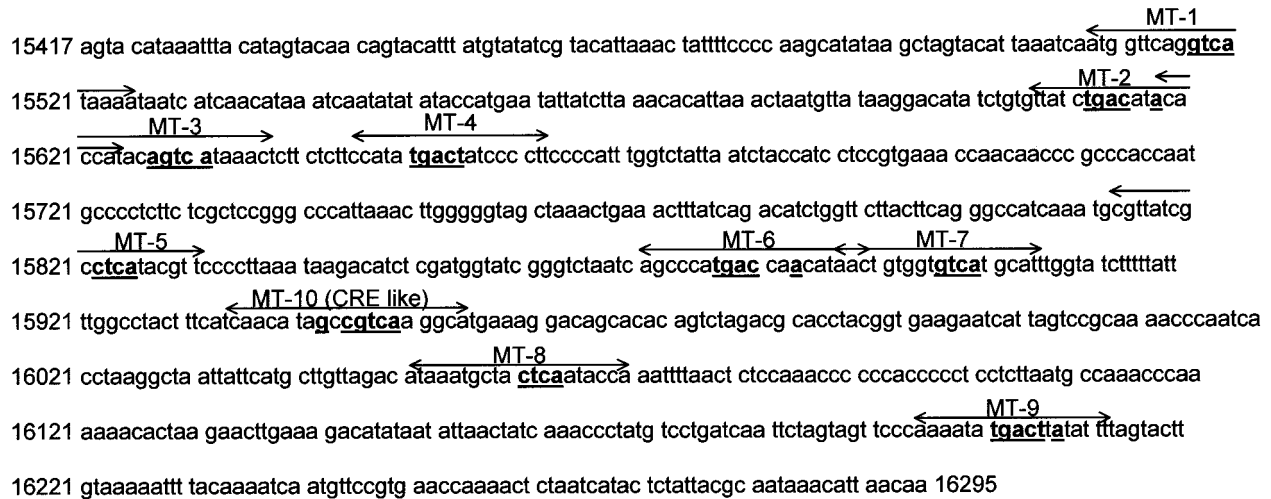 MT-1
15417 agta cataaattta catagtacaa cagtacattt atgtatatcg tacattaaac tattttcccc aagcatataa gctagtacat taaatcaatg gttcaggtca
MT-2
15521 taaaataatc atcaacataa atcaatatat ataccatgaa tattatctta aacacattaa actaatgtta taaggacata tctgtgttat ctgacataca
MT-3 MT-4
15621 ccatacagtc ataaactctt ctcttccata tgactatccc cttccccatt tggtctatta atctaccatc ctccgtgaaa ccaacaaccc gcccaccaat
15721 gcccctcttc tcgctccggg cccattaaac ttgggggtag ctaaactgaa actttatcag acatctggtt cttacttcag ggccatcaaa tgcgttatcg
MT-5 MT-6 MT-7
15821 cctcatacgt tccccttaaa taagacatct cgatggtatc gggtctaatc agcccatgac caacataact gtggtgtcat gcatttggta tctttttatt
MT-10 (CRE like)
15921 ttggcctact ttcatcaaca tagccgtcaa ggcatgaaag gacagcacac agtctagacg cacctacggt gaagaatcat tagtccgcaa aacccaatca
MT-8
16021 cctaaggcta attattcatg cttgttagac ataaatgcta ctcaatacca aattttaact ctccaaaccc cccacccctt cctcttaatg ccaaacccaa
MT-9
16121 aaaacactaa gaacttgaaa gacatataat attaactatc aaaccctatg tcctgatcaa ttctagtagt tcccaaaata tgacttatat tttagtactt
16221 gtaaaaattt tacaaaatca atgttccgtg aaccaaaact ctaatcatac tctattacgc aataaacatt aacaa 16295